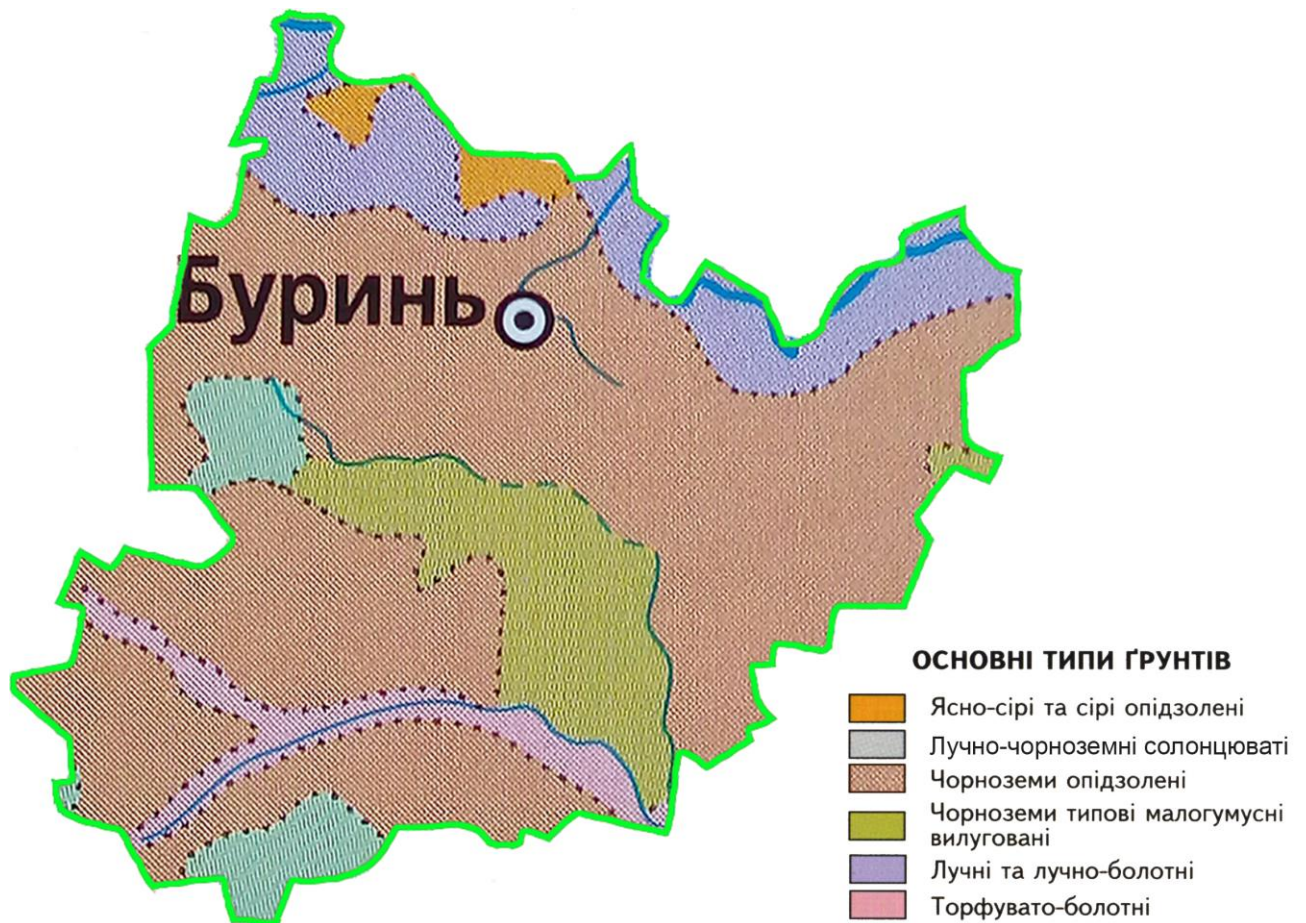 Буринь
ОСНОВНІ ТИПИ ҐРУНТІВ
Ясно-сірі та сірі опідзолені
Лучно-чорноземні солонцюваті
Чорноземи опідзолені
Чорноземи типові малогумусні
вилуговані
Лучні та лучно-болотні
Торфувато-болотні